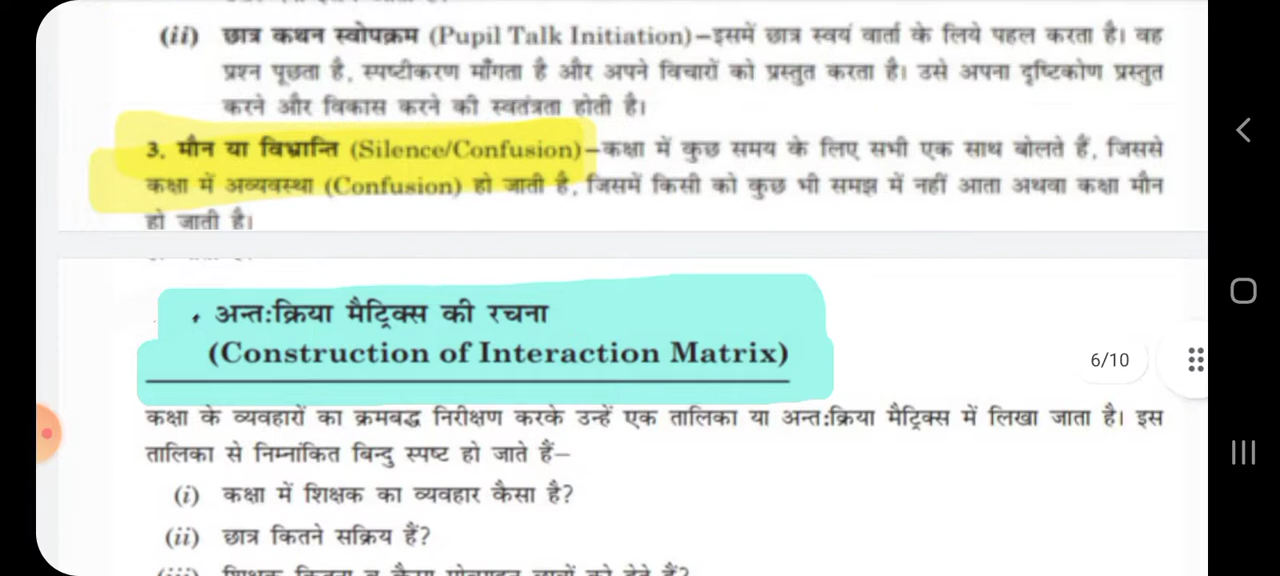 (ii) छात्र कथन स्वोपक्रम (Pupil Talk Initiation)–इसमें छात्र स्वयं वार्ता के लिये पहल करता है। वह
प्रश्न पूछता है, स्पष्टीकरण माँगता है और अपने विचारों को प्रस्तुत करता है। उसे अपना दृष्टिकोण प्रस्तुत
करने और विकास करने की स्वतंत्रता होती है।
3. मौन या विभ्रान्ति (Silence/Confusion)–कक्षा में कुछ समय के लिए सभी एक साथ बोलते हैं, जिससे
कक्षा में अव्यवस्था (Confusion) हो जाती है, जिसमें किसी को कुछ भी समझ में नहीं आता अथवा कक्षा मौन
हो जाती है।
अन्तःक्रिया मैट्रिक्स की रचना
(Construction of Interaction Matrix)
6/10
कक्षा के व्यवहारों का क्रमबद्ध निरीक्षण करके उन्हें एक तालिका या अन्तःक्रिया मैट्रिक्स में लिखा जाता है। इस
तालिका से निम्नांकित बिन्दु स्पष्ट हो जाते हैं–
(i) कक्षा में शिक्षक का व्यवहार कैसा है?
(ii) छात्र कितने सक्रिय हैं?